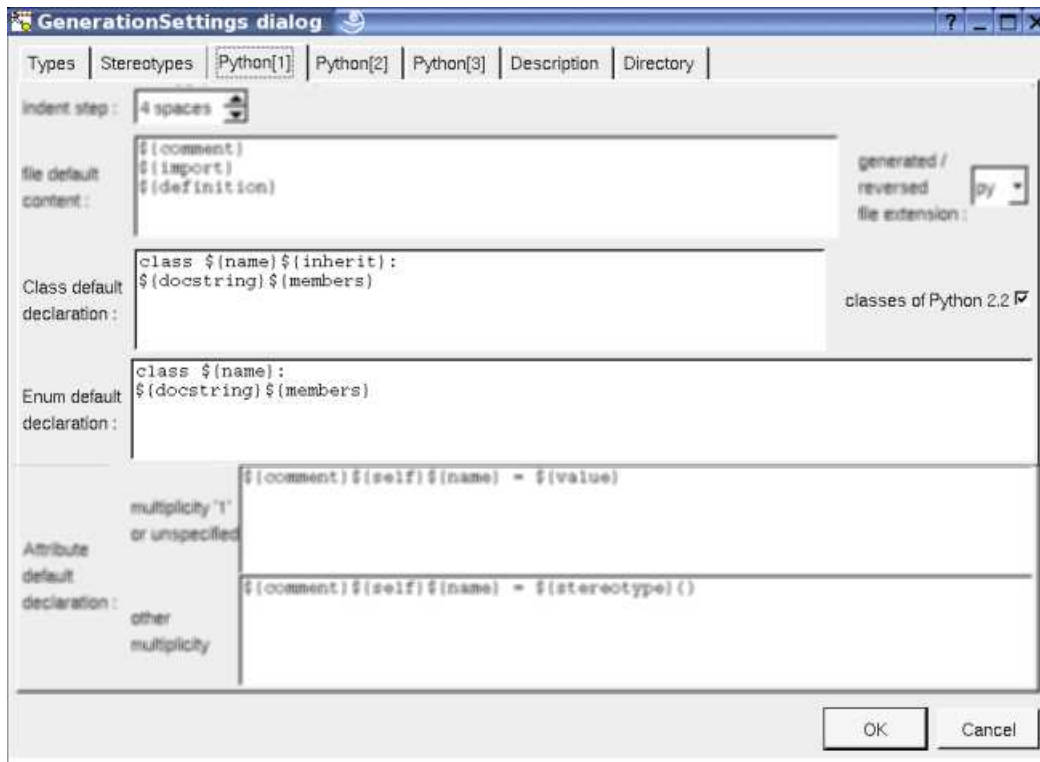 GenerationSettings dialog
Types Stereotypes Python[1] Python[2] Python[3] Description Directory
indent step : 4 spaces
file default
content :
${comment}
${import}
${definition}
generated /
reversed
file extension :
py
Class default
declaration :
class ${name}${inherit}:
${docstring}${members}
classes of Python 2.2
Enum default
declaration :
class ${name}:
${docstring}${members}
Attribute
default
declaration :
multiplicity '1'
or unspecified
${comment}${self}${name} = ${value}
other
multiplicity
${comment}${self}${name} = ${stereotype}()
OK Cancel